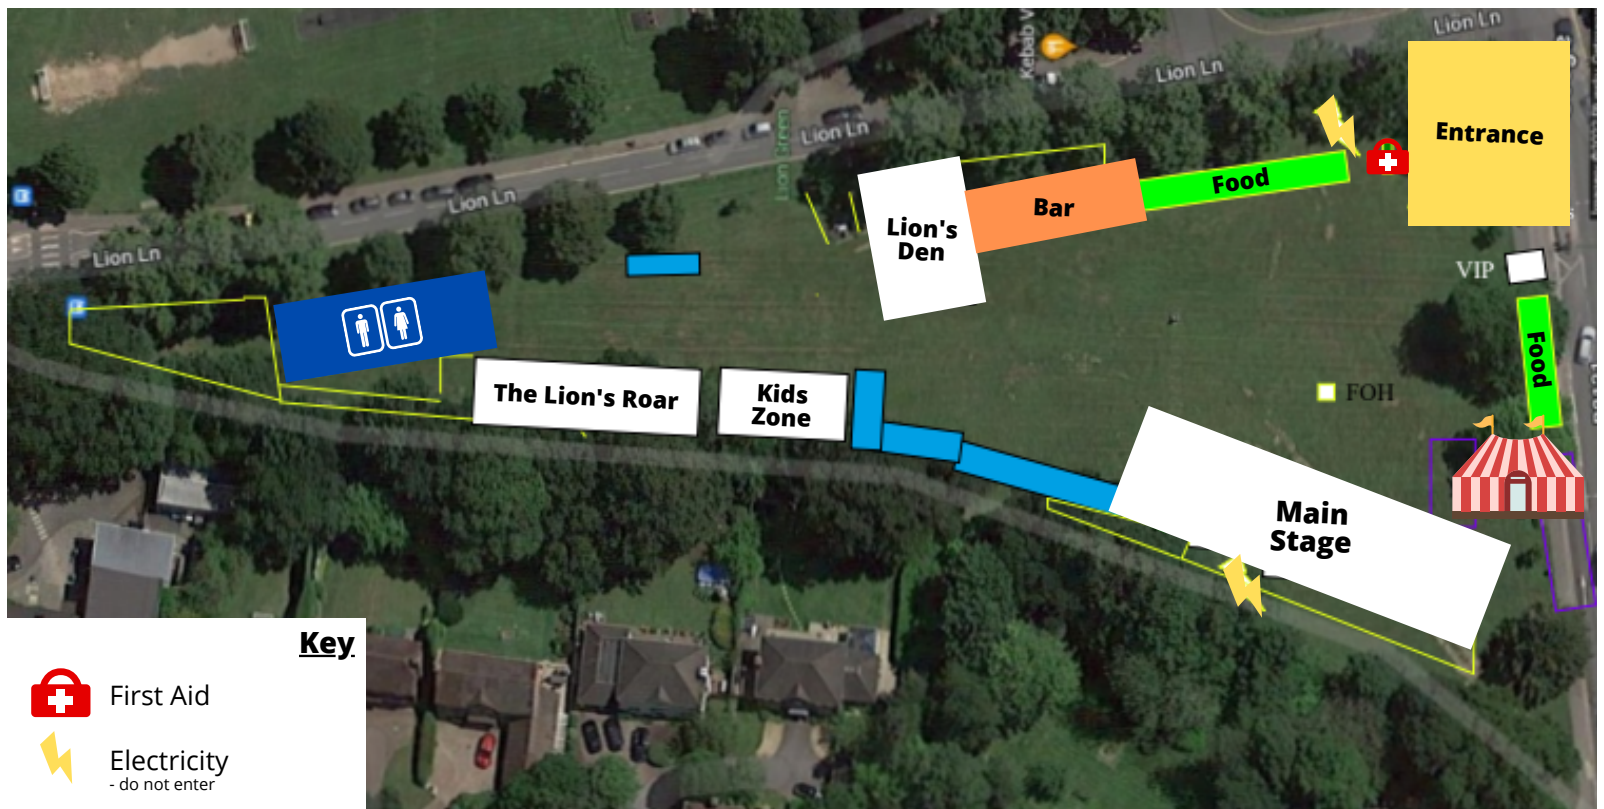 Lion Ln
Kebab
Lion Ln
Entrance
Lion Green
Lion Ln
Food
Lion Ln
Lion's
Den
Bar
Lion Ln
VIP
Food
The Lion's Roar
Kids
Zone
FOH
Main
Stage
Key
First Aid
Electricity
- do not enter